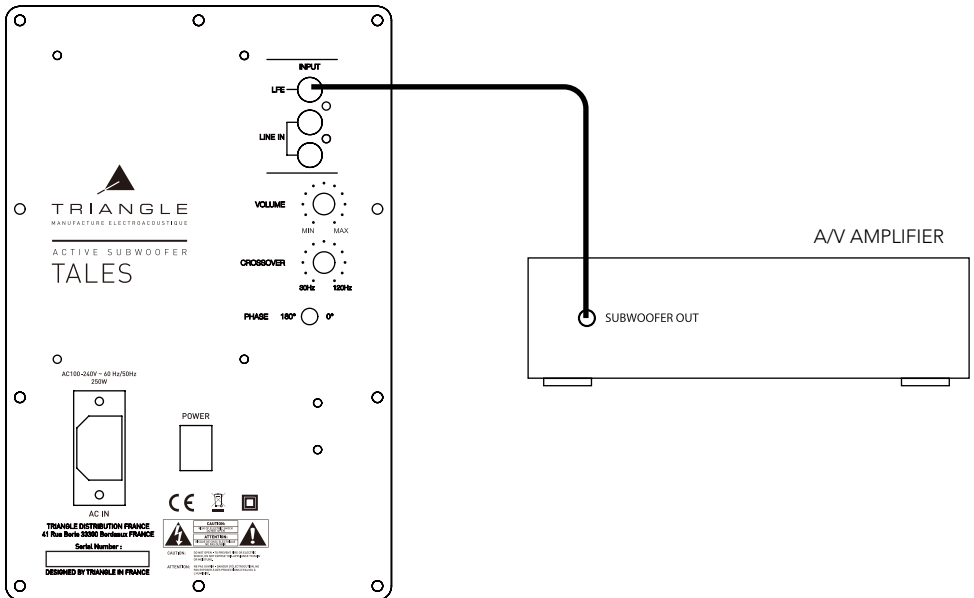 INPUT
LFE
LINE IN
VOLUME
MIN MAX
CROSSOVER
30Hz 120Hz
PHASE 180° 0°
TRIANGLE
MANUFACTURE ELECTROACOUSTIQUE
ACTIVE SUBWOOFER
TALES
A/V AMPLIFIER
SUBWOOFER OUT
AC100-240V ~ 60 Hz/50Hz
250W
POWER
AC IN
TRIANGLE DISTRIBUTION FRANCE
41 Rue Borie 33300 Bordeaux FRANCE
Serial Number :
DESIGNED BY TRIANGLE IN FRANCE
CE
CAUTION:
ATTENTION:
CAUTION:
ATTENTION: